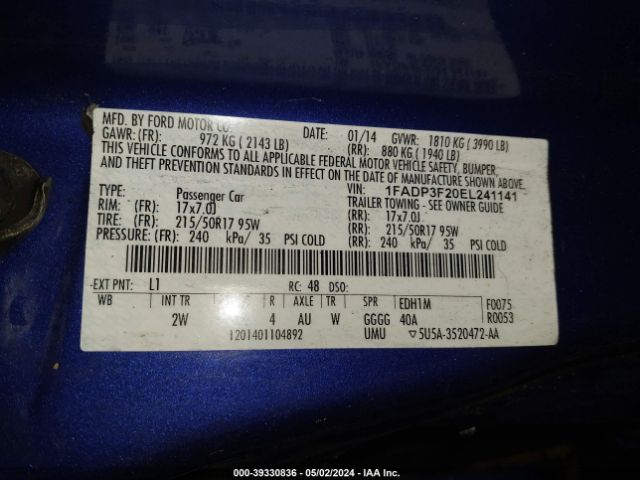 MFD. BY FORD MOTOR CO.
DATE: 01/14 GVWR: 1810 KG ( 3990 LB)
GAWR: (FR): 972 KG ( 2143 LB) (RR): 880 KG ( 1940 LB)
THIS VEHICLE CONFORMS TO ALL APPLICABLE FEDERAL MOTOR VEHICLE SAFETY, BUMPER,
AND THEFT PREVENTION STANDARDS IN EFFECT ON THE DATE OF MANUFACTURE SHOWN ABOVE.
VIN: 1FADP3F20EL241141
TYPE: Passenger Car TRAILER TOWING - SEE OWNER GUIDE
RIM: (FR) 17x7.0J (RR): 17x7.0J
TIRE: 215/50R17 95W (RR): 215/50R17 95W
PRESSURE: (FR): 240 kPa/ 35 PSI COLD (RR): 240 kPa/ 35 PSI COLD
EXT PNT: L1 RC: 48 DSO:
WB INT TR R AXLE TR SPR EDH1M F0075
2W 4 AU W GGGG 40A R0053
1201401104892 UMU ▽5U5A-3520472-AA
000-39330836 - 05/02/2024 - IAA Inc.